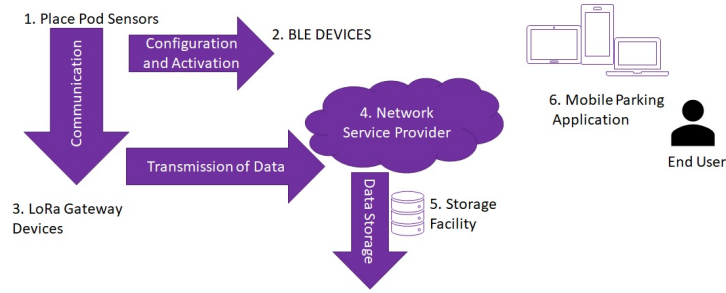 1. Place Pod Sensors
Communication
Configuration
and Activation
2. BLE DEVICES
3. LoRa Gateway
Devices
Transmission of Data
4. Network
Service Provider
Data Storage
5. Storage
Facility
6. Mobile Parking
Application
End User